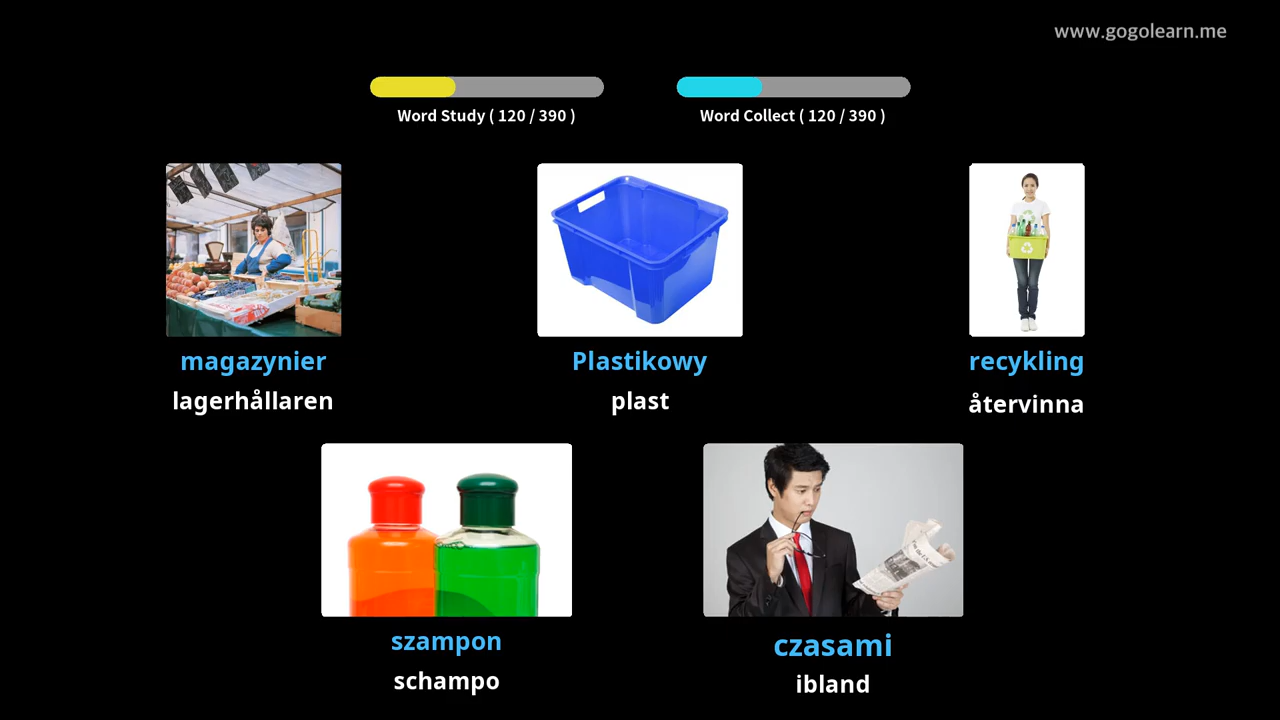 www.gogolearn.me
Word Study ( 120 / 390 )
Word Collect ( 120 / 390 )
magazynier
lagerhållaren
Plastikowy
plast
recykling
återvinna
szampon
schampo
czasami
ibland